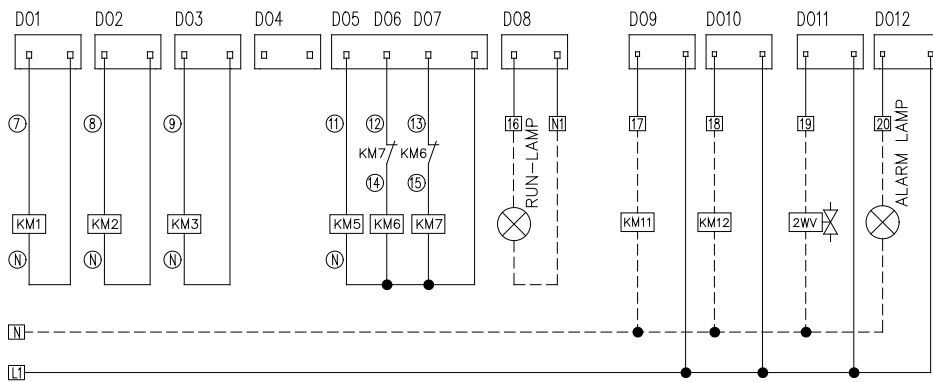 DO1 DO2 DO3 DO4 DO5 DO6 DO7 DO8 DO9 DO10 DO11 DO12
7 8 9 11 12 13 16 N1 17 18 19 20
KM7 KM6
14 15
RUN-LAMP
ALARM LAMP
KM1 KM2 KM3 KM5 KM6 KM7 KM11 KM12 2WV
N N N N
N
L1